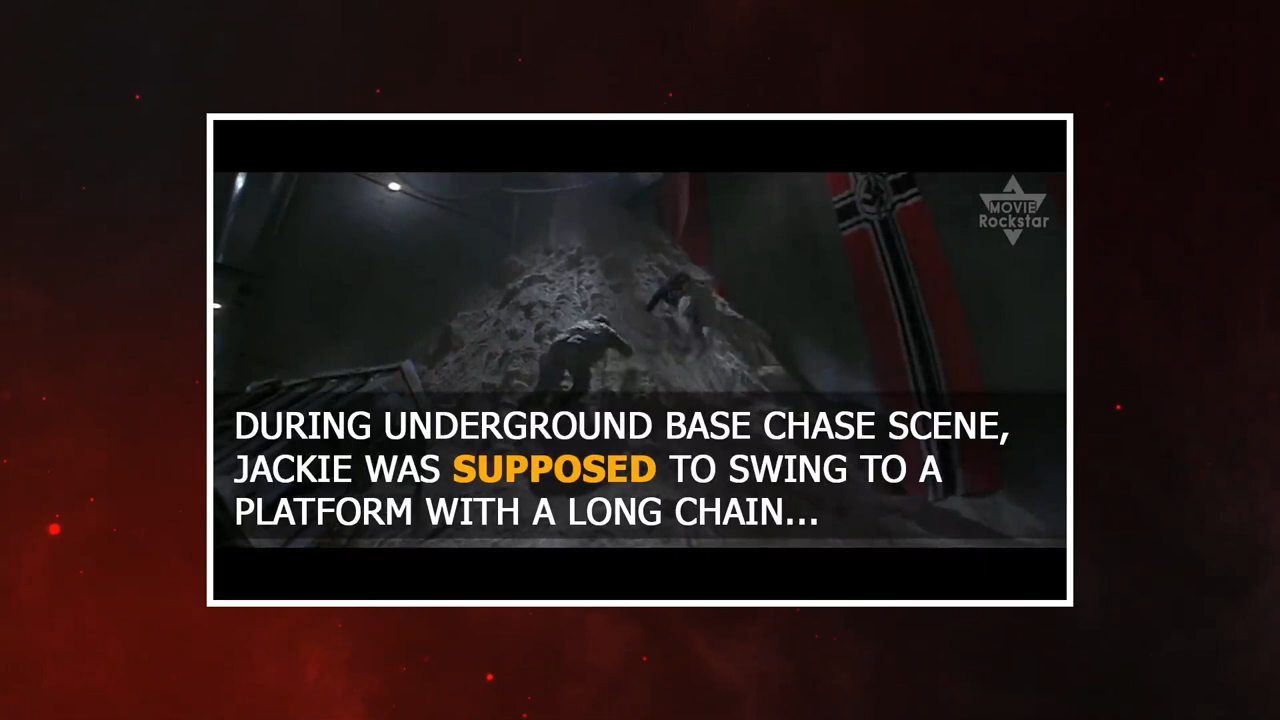 MOVIE
Rockstar
DURING UNDERGROUND BASE CHASE SCENE,
JACKIE WAS SUPPOSED TO SWING TO A
PLATFORM WITH A LONG CHAIN...